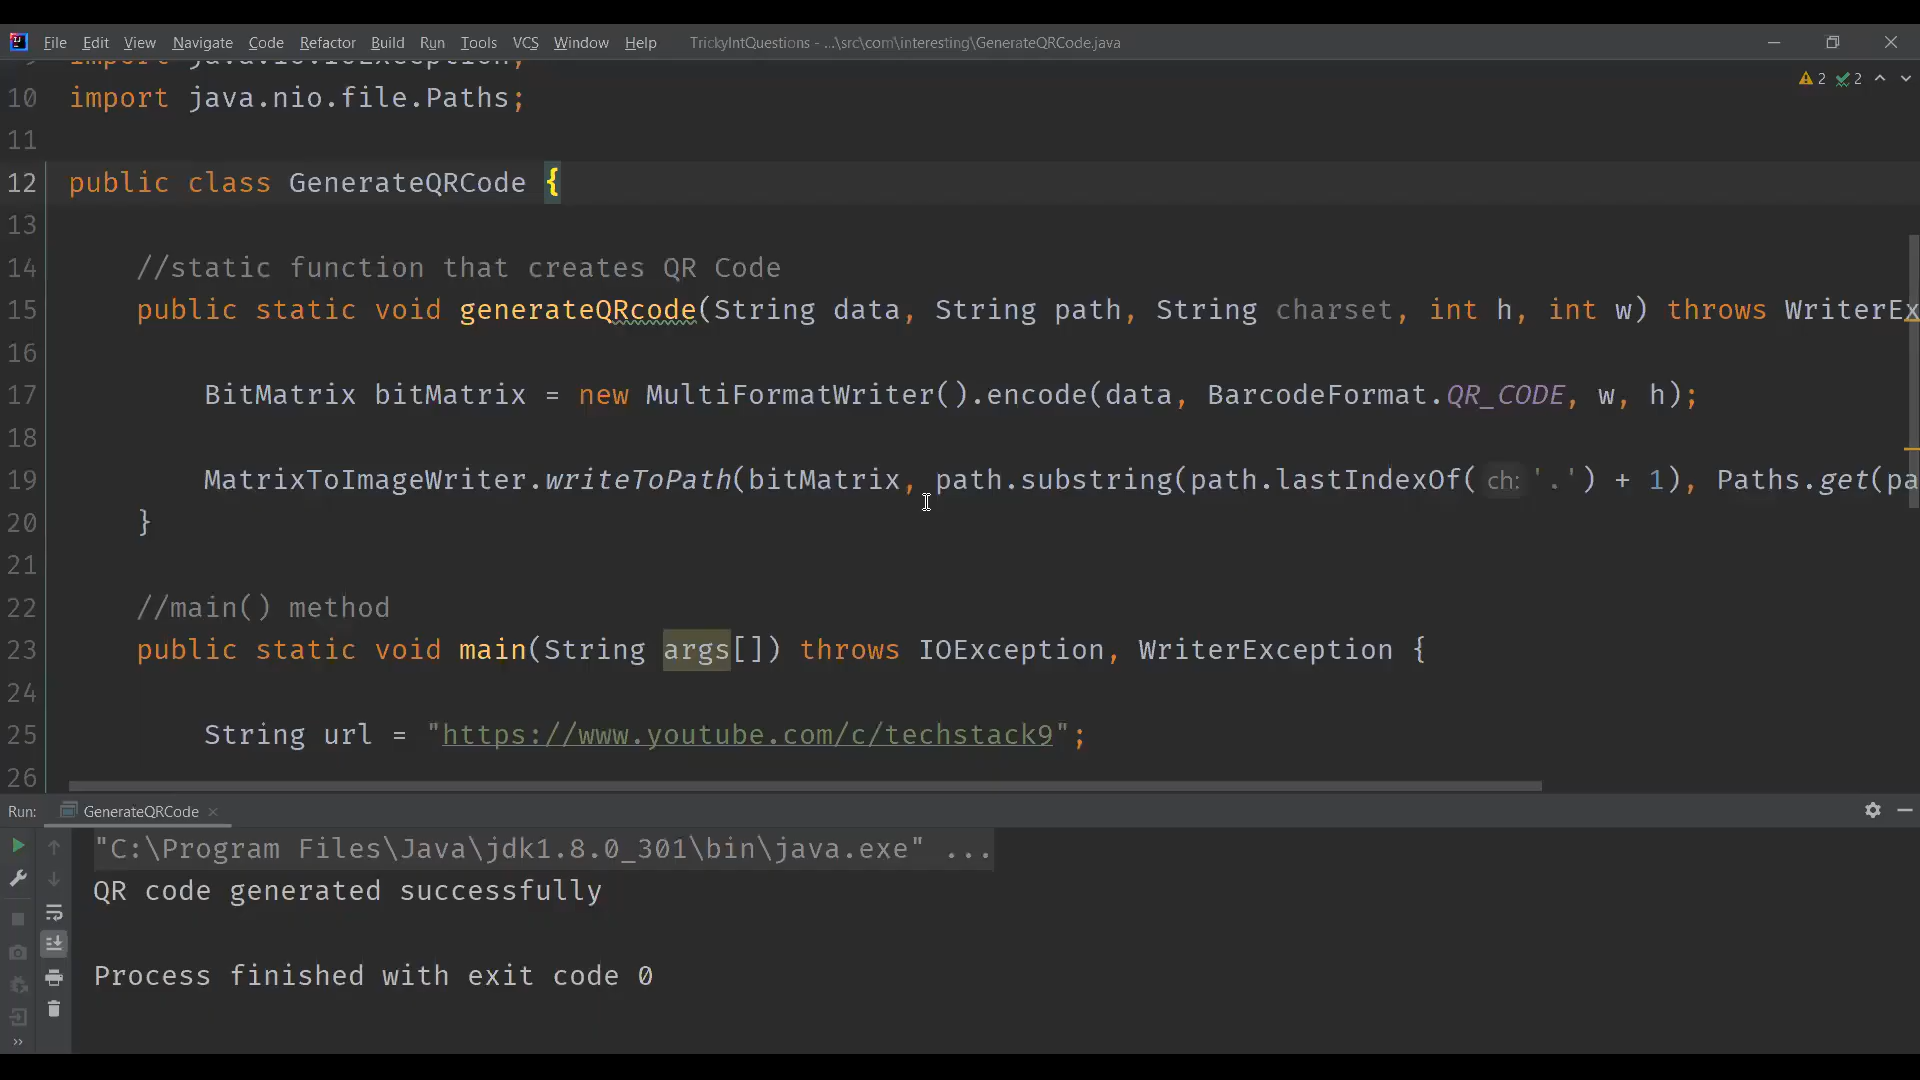 File Edit View Navigate Code Refactor Build Run Tools VCS Window Help TrickyIntQuestions - ...\src\com\interesting\GenerateQRCode.java
2 2
10 import java.nio.file.Paths;
11
12 public class GenerateQRCode {
13
14 //static function that creates QR Code
15 public static void generateQRcode(String data, String path, String charset, int h, int w) throws WriterEx
16
17 BitMatrix bitMatrix = new MultiFormatWriter().encode(data, BarcodeFormat.QR_CODE, w, h);
18
19 MatrixToImageWriter.writeToPath(bitMatrix, path.substring(path.lastIndexOf( ch: '.') + 1), Paths.get(pa
20 }
21
22 //main() method
23 public static void main(String args[]) throws IOException, WriterException {
24
25 String url = "https://www.youtube.com/c/techstack9";
26
Run: GenerateQRCode
"C:\Program Files\Java\jdk1.8.0_301\bin\java.exe" ...
QR code generated successfully
Process finished with exit code 0